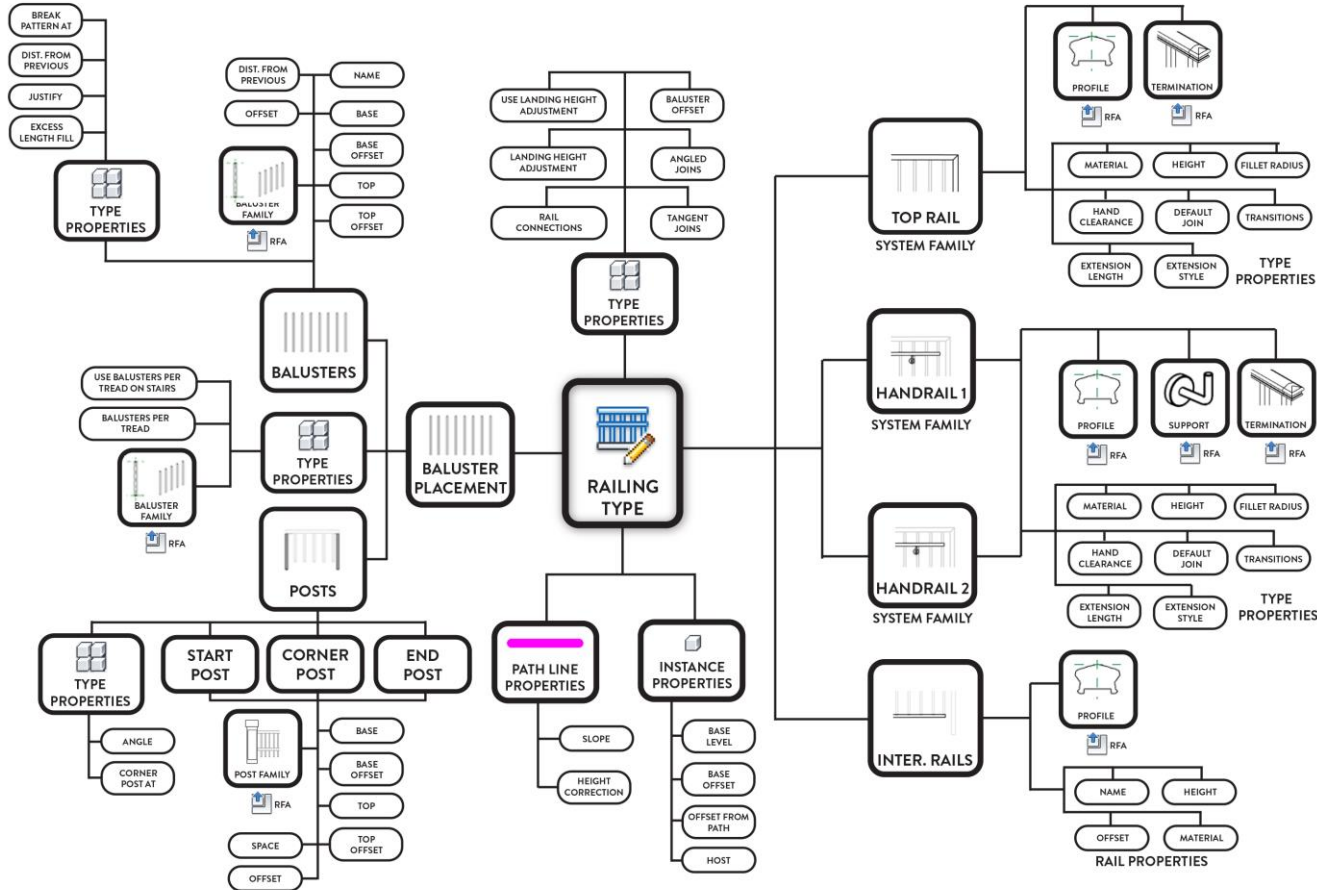 BREAK
PATTERN AT
DIST. FROM
PREVIOUS
JUSTIFY
EXCESS
LENGTH FILL
TYPE
PROPERTIES
DIST. FROM
PREVIOUS
NAME
OFFSET
BASE
BASE
OFFSET
BALUSTER
FAMILY
RFA
TOP
TOP
OFFSET
BALUSTERS
USE BALUSTERS PER
TREAD ON STAIRS
BALUSTERS PER
TREAD
BALUSTER
FAMILY
RFA
TYPE
PROPERTIES
BALUSTER
PLACEMENT
POSTS
TYPE
PROPERTIES
START
POST
CORNER
POST
END
POST
ANGLE
CORNER
POST AT
POST FAMILY
RFA
BASE
BASE
OFFSET
TOP
TOP
OFFSET
SPACE
OFFSET
USE LANDING HEIGHT
ADJUSTMENT
BALUSTER
OFFSET
LANDING HEIGHT
ADJUSTMENT
ANGLED
JOINS
RAIL
CONNECTIONS
TANGENT
JOINS
TYPE
PROPERTIES
RAILING
TYPE
PATH LINE
PROPERTIES
SLOPE
HEIGHT
CORRECTION
INSTANCE
PROPERTIES
BASE
LEVEL
BASE
OFFSET
OFFSET FROM
PATH
HOST
TOP RAIL
SYSTEM FAMILY
PROFILE
RFA
TERMINATION
RFA
MATERIAL
HEIGHT
FILLET RADIUS
HAND
CLEARANCE
DEFAULT
JOIN
TRANSITIONS
EXTENSION
LENGTH
EXTENSION
STYLE
TYPE
PROPERTIES
HANDRAIL 1
SYSTEM FAMILY
HANDRAIL 2
SYSTEM FAMILY
PROFILE
RFA
SUPPORT
RFA
TERMINATION
RFA
MATERIAL
HEIGHT
FILLET RADIUS
HAND
CLEARANCE
DEFAULT
JOIN
TRANSITIONS
EXTENSION
LENGTH
EXTENSION
STYLE
TYPE
PROPERTIES
INTER. RAILS
PROFILE
RFA
NAME
HEIGHT
OFFSET
MATERIAL
RAIL PROPERTIES